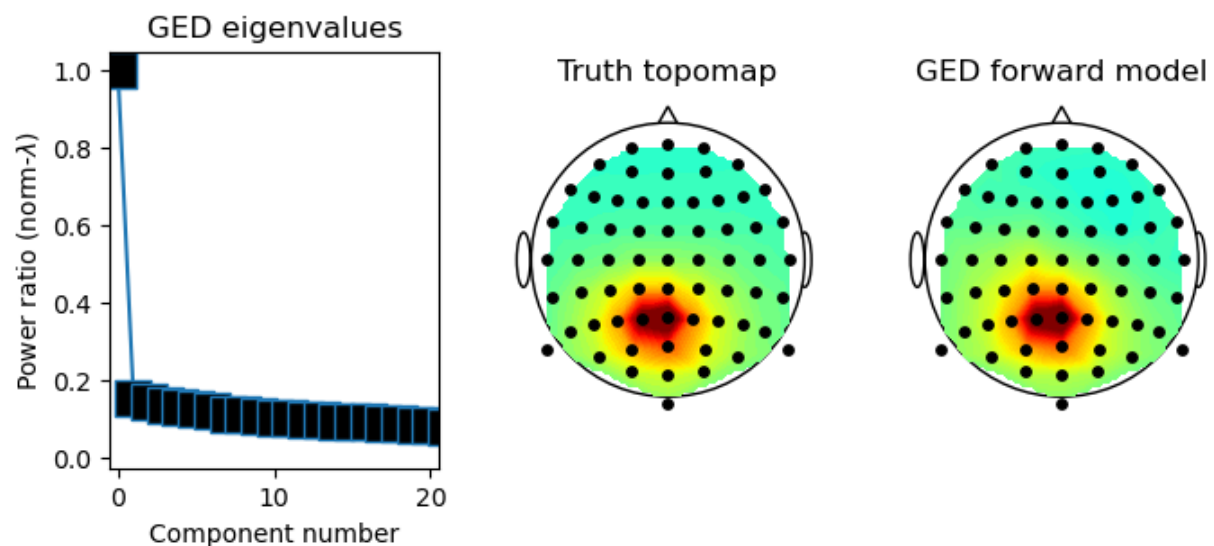 GED eigenvalues
Truth topomap
GED forward model
Power ratio (norm-λ)
1.0
0.8
0.6
0.4
0.2
0.0
0 10 20
Component number